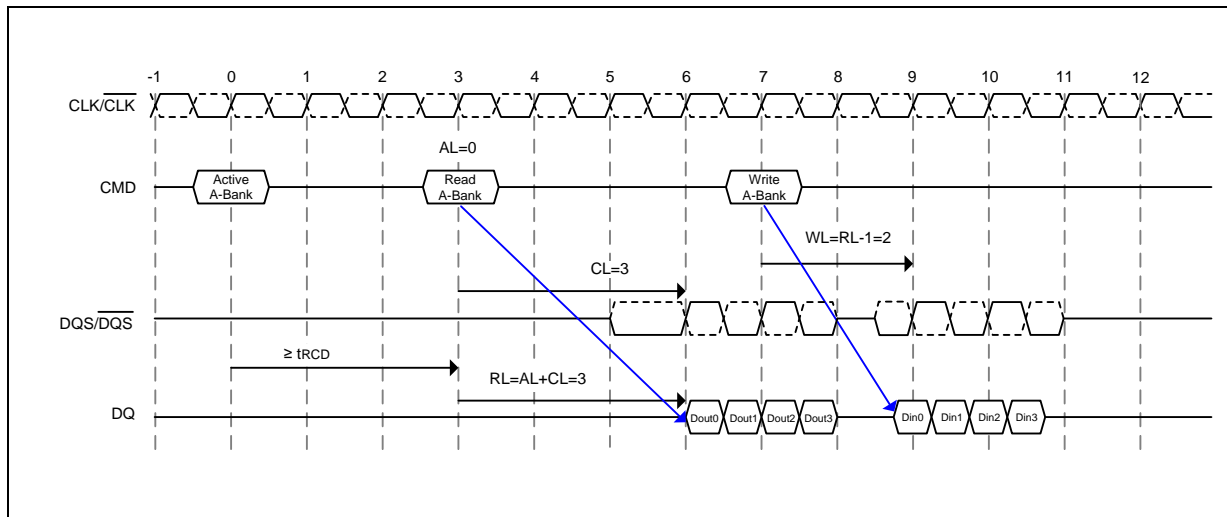 -1 0 1 2 3 4 5 6 7 8 9 10 11 12
CLK/CLK
AL=0
CMD
Active
A-Bank
Read
A-Bank
Write
A-Bank
WL=RL-1=2
CL=3
DQS/DQS
≥ tRCD
RL=AL+CL=3
DQ
Dout0 Dout1 Dout2 Dout3 Din0 Din1 Din2 Din3